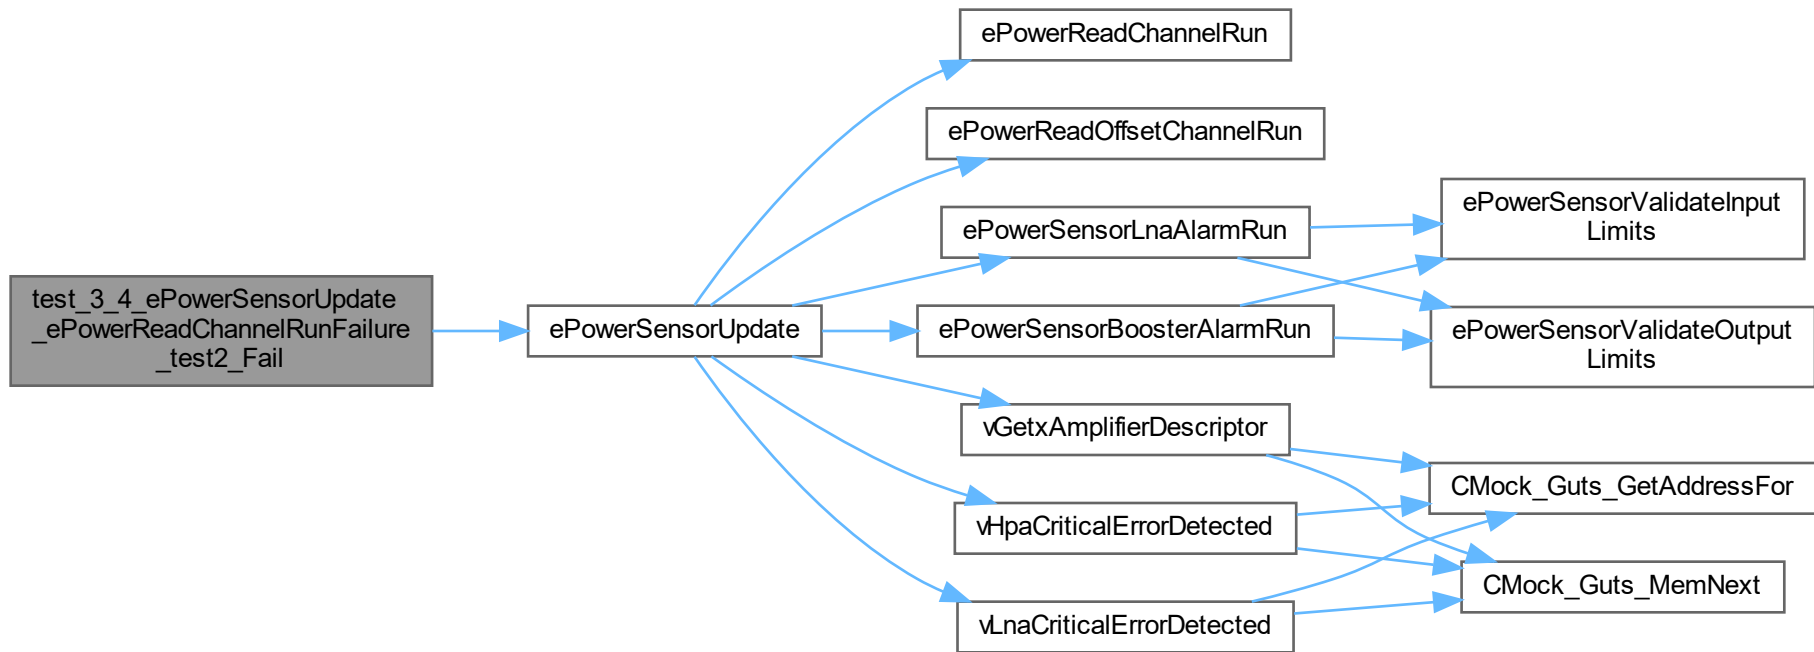 test_3_4_ePowerSensorUpdate
_ePowerReadChannelRunFailure
_test2_Fail
ePowerSensorUpdate
ePowerReadChannelRun
ePowerReadOffsetChannelRun
ePowerSensorLnaAlarmRun
ePowerSensorBoosterAlarmRun
vGetxAmplifierDescriptor
vHpaCriticalErrorDetected
vLnaCriticalErrorDetected
ePowerSensorValidateInput
Limits
ePowerSensorValidateOutput
Limits
CMock_Guts_GetAddressFor
CMock_Guts_MemNext